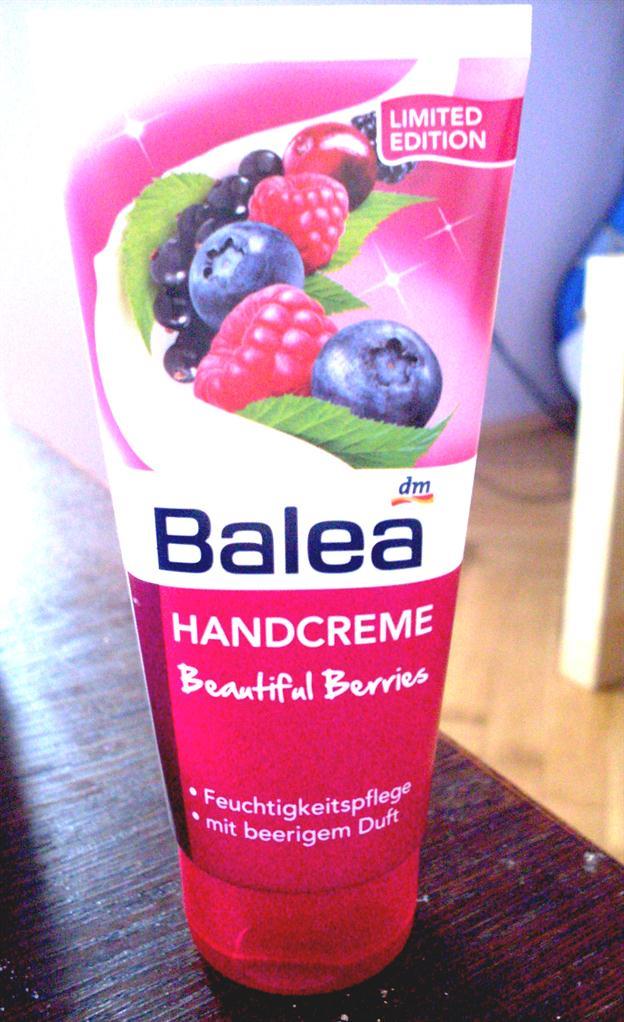 LIMITED
EDITION
dm
Balea
HANDCREME
Beautiful Berries
• Feuchtigkeitspflege
• mit beerigem Duft